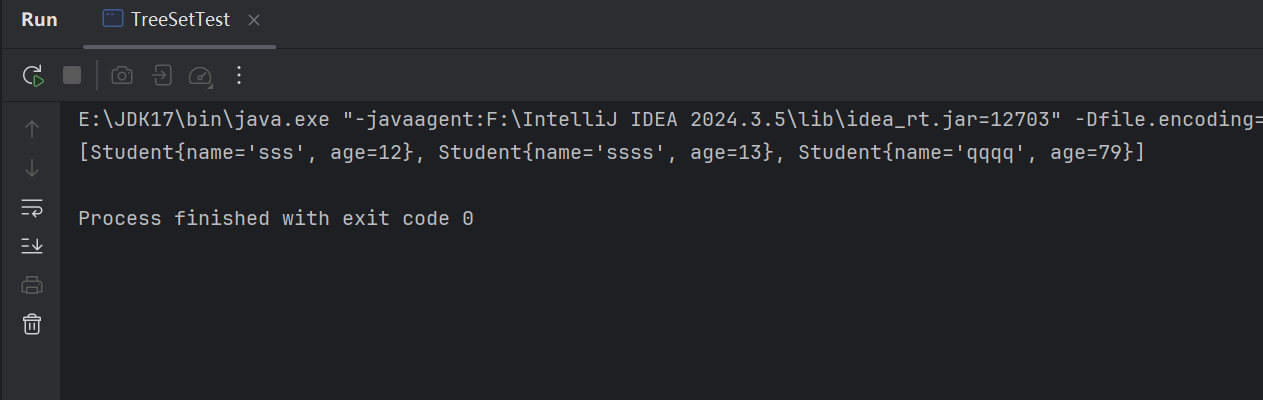 Run TreeSetTest
E:\JDK17\bin\java.exe "-javaagent:F:\IntelliJ IDEA 2024.3.5\lib\idea_rt.jar=12703" -Dfile.encoding=
[Student{name='sss', age=12}, Student{name='ssss', age=13}, Student{name='qqqq', age=79}]
Process finished with exit code 0